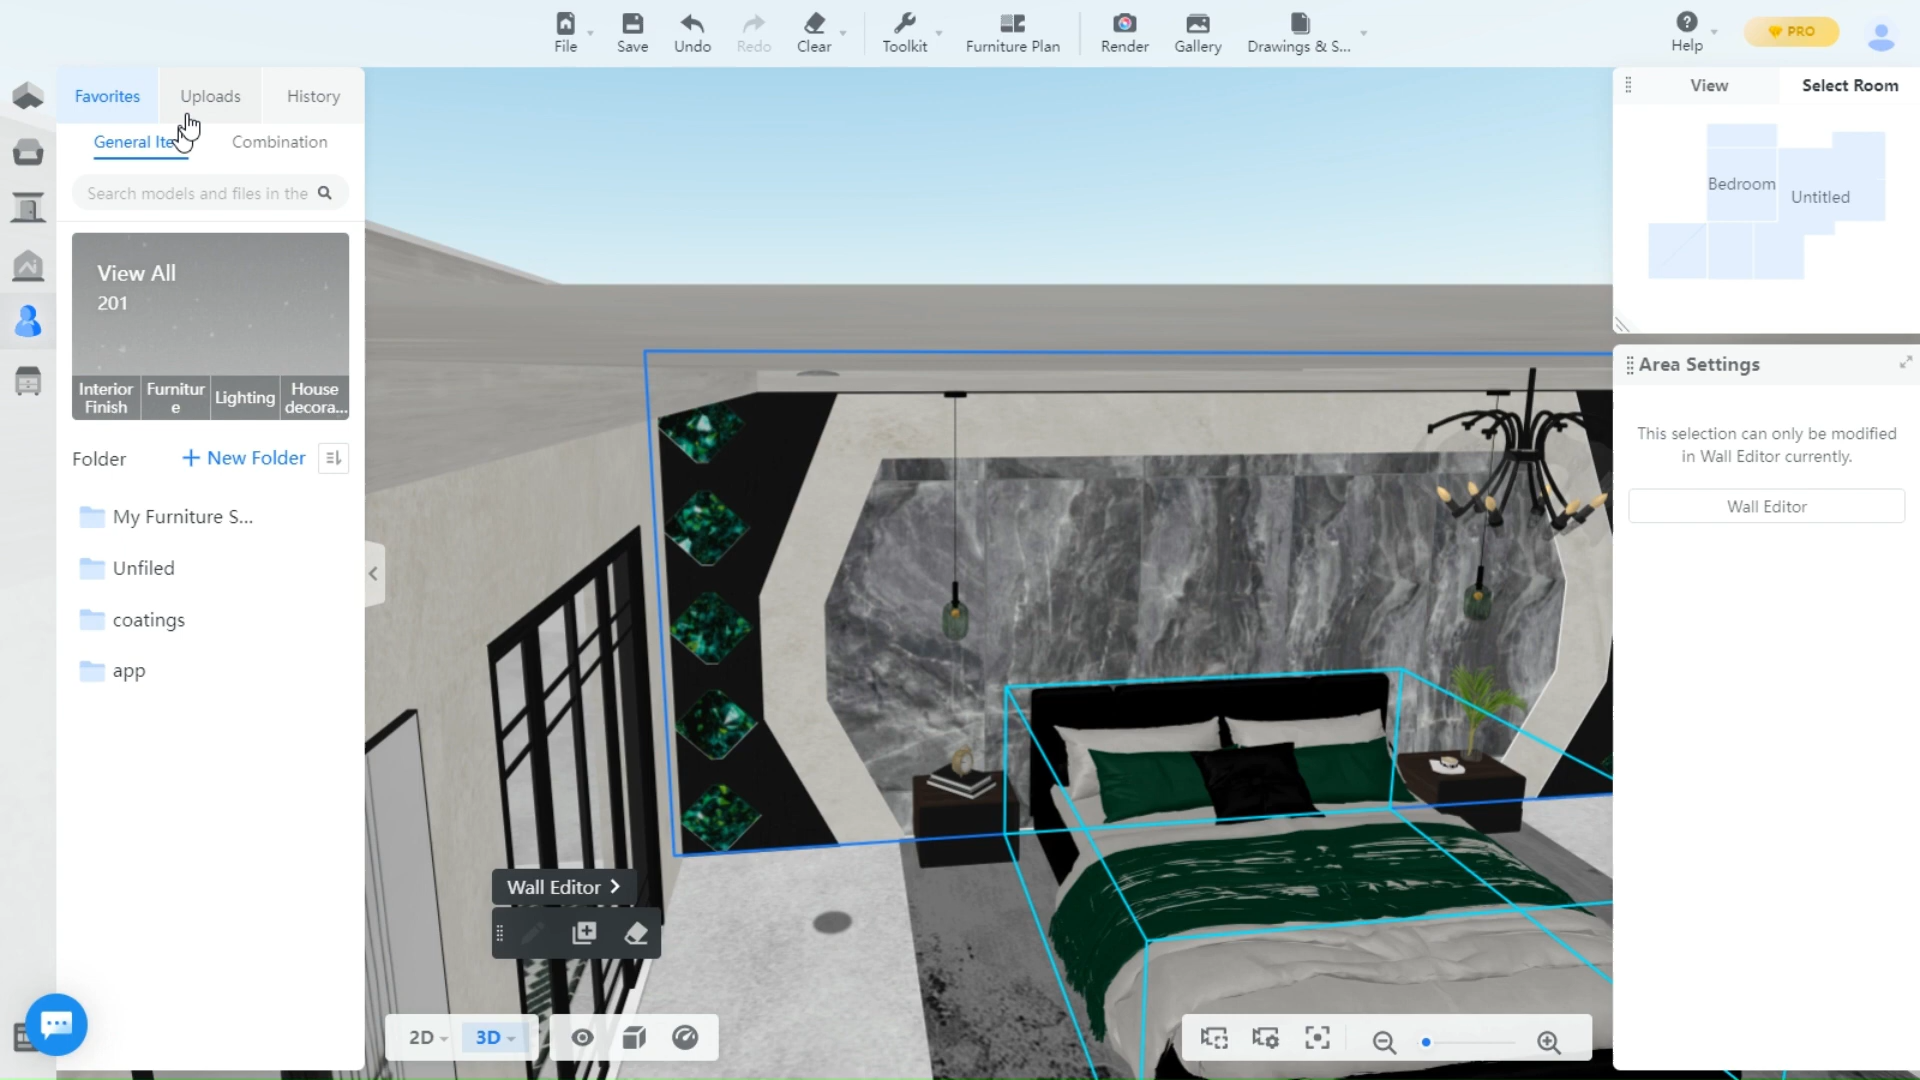 File
Save
Undo
Redo
Clear
Toolkit
Furniture Plan
Render
Gallery
Drawings & S...
Help
PRO
Favorites
Uploads
History
General Ite
Combination
Search models and files in the
View All
201
Interior
Finish
Furnitur
e
Lighting
House
decora...
Folder
New Folder
My Furniture S...
Unfiled
coatings
app
Wall Editor
2D
3D
View
Select Room
Bedroom
Untitled
Area Settings
This selection can only be modified
in Wall Editor currently.
Wall Editor